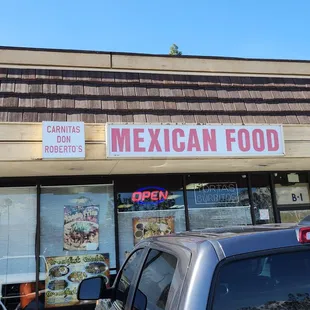 CARNITAS
DON
ROBERTO'S
MEXICAN FOOD
OPEN
B-1